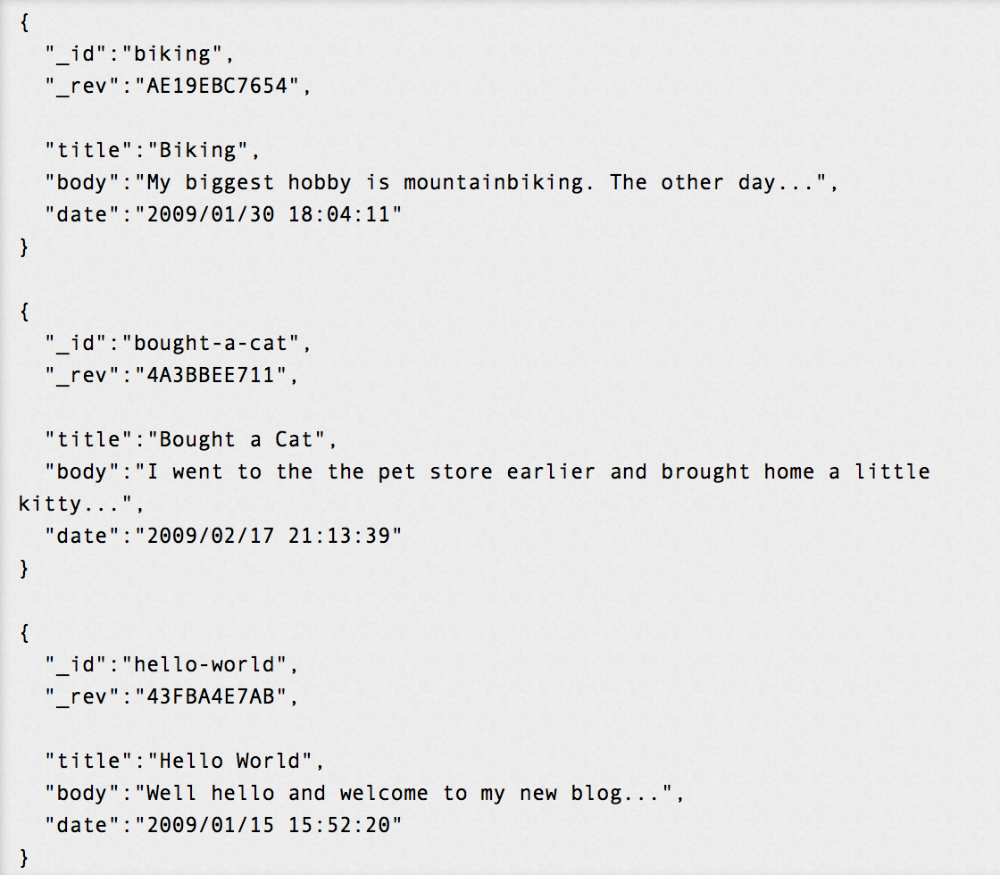 {
  "_id":"biking",
  "_rev":"AE19EBC7654",

  "title":"Biking",
  "body":"My biggest hobby is mountainbiking. The other day...",
  "date":"2009/01/30 18:04:11"
}

{
  "_id":"bought-a-cat",
  "_rev":"4A3BBEE711",

  "title":"Bought a Cat",
  "body":"I went to the the pet store earlier and brought home a little
kitty...",
  "date":"2009/02/17 21:13:39"
}

{
  "_id":"hello-world",
  "_rev":"43FBA4E7AB",

  "title":"Hello World",
  "body":"Well hello and welcome to my new blog...",
  "date":"2009/01/15 15:52:20"
}